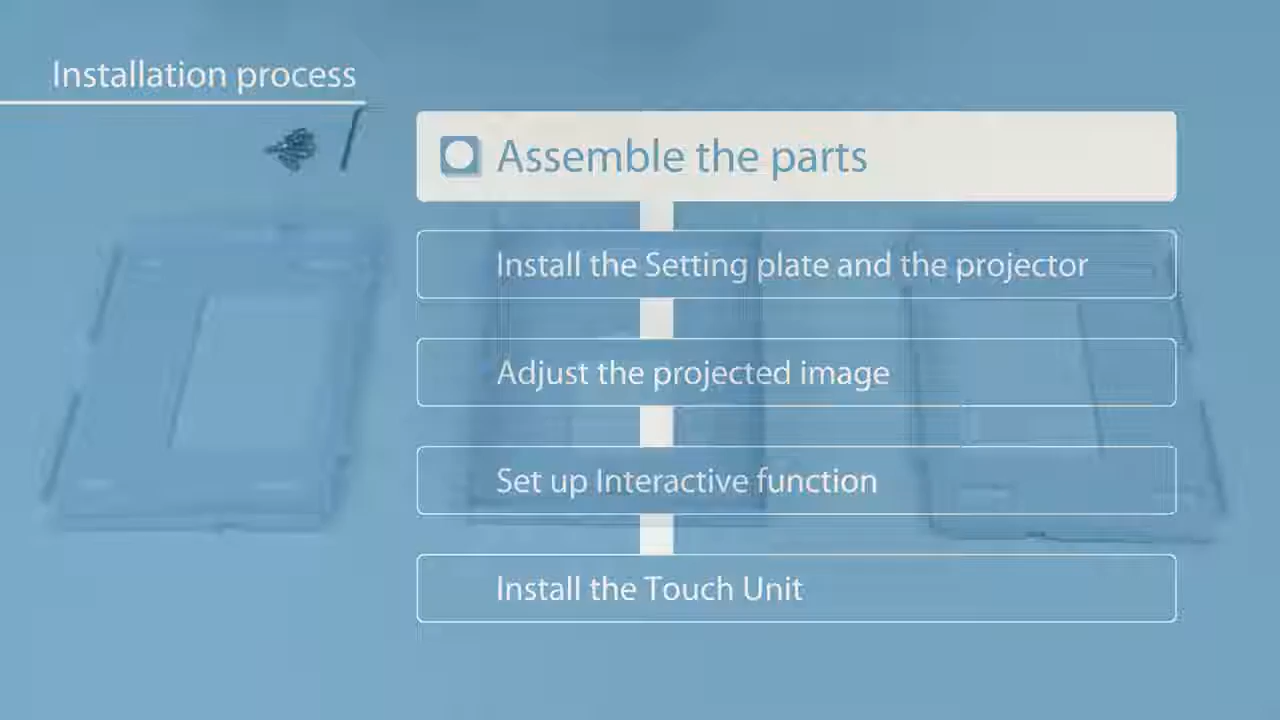 Installation process
Assemble the parts
Install the Setting plate and the projector
Adjust the projected image
Set up Interactive function
Install the Touch Unit